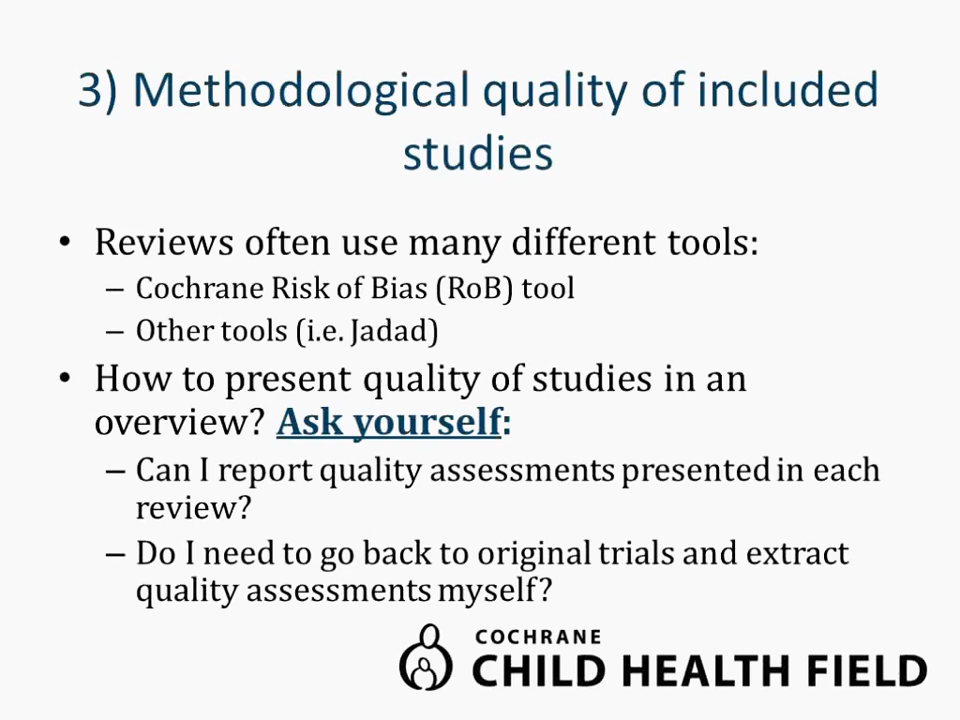 3) Methodological quality of included
studies
• Reviews often use many different tools:
– Cochrane Risk of Bias (RoB) tool
– Other tools (i.e. Jadad)
• How to present quality of studies in an
overview? Ask yourself:
– Can I report quality assessments presented in each
review?
– Do I need to go back to original trials and extract
quality assessments myself?
COCHRANE
CHILD HEALTH FIELD